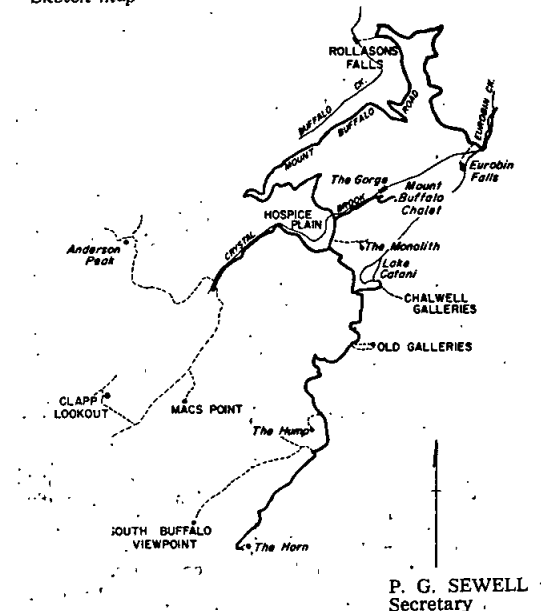 Sketch map
ROLLASONS
FALLS
BUFFALO CK.
MOUNT BUFFALO ROAD
EUROBIN CK.
Eurobin
Falls
The Gorge
Mount
Buffalo
Chalet
HOSPICE
PLAIN
CRYSTAL BROOK
The Monolith
Anderson
Peak
Lake
Catani
CHALWELL
GALLERIES
OLD GALLERIES
CLAPP
LOOKOUT
MACS POINT
The Hump
SOUTH BUFFALO
VIEWPOINT
The Horn
P. G. SEWELL
Secretary